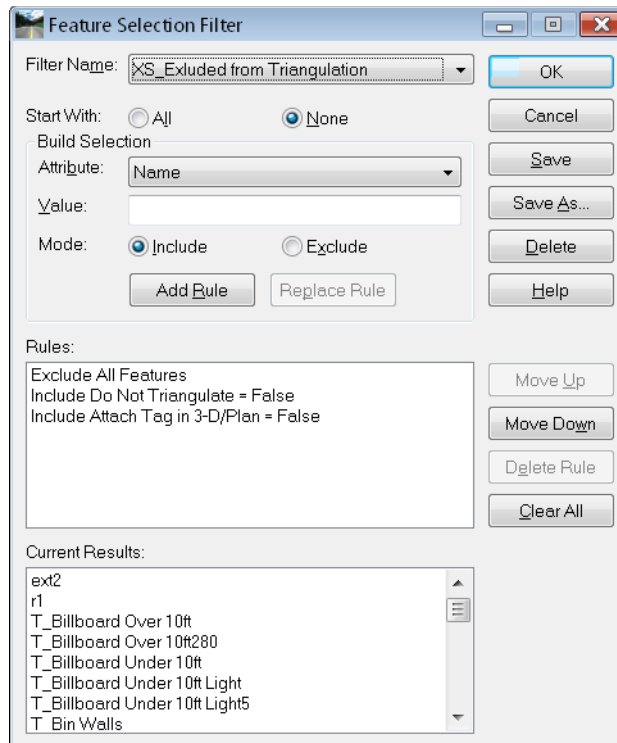 Feature Selection Filter
Filter Name: XS_Exluded from Triangulation
OK
Start With: All None
Cancel
Build Selection
Attribute: Name
Save
Value:
Save As...
Mode: Include Exclude
Delete
Add Rule Replace Rule
Help
Rules:
Exclude All Features
Include Do Not Triangulate = False
Include Attach Tag in 3-D/Plan = False
Move Up
Move Down
Delete Rule
Clear All
Current Results:
ext2
r1
T_Billboard Over 10ft
T_Billboard Over 10ft280
T_Billboard Under 10ft
T_Billboard Under 10ft Light
T_Billboard Under 10ft Light5
T_Bin Walls